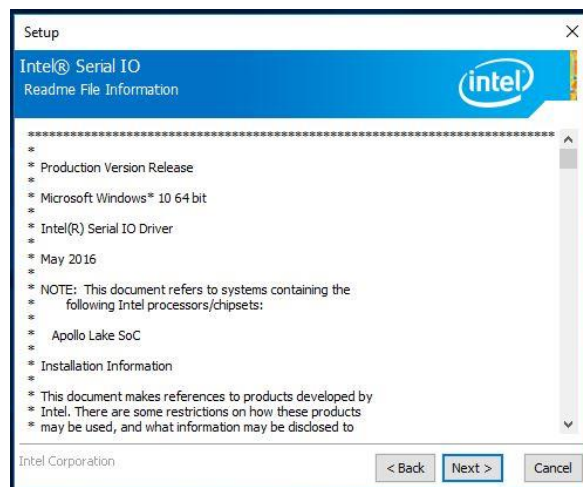 Setup
Intel® Serial IO
Readme File Information
intel
*******************************************************************************
*
* Production Version Release
*
* Microsoft Windows* 10 64 bit
*
* Intel(R) Serial IO Driver
*
* May 2016
*
* NOTE: This document refers to systems containing the
* following Intel processors/chipsets:
*
* Apollo Lake SoC
*
* Installation Information
*
* This document makes references to products developed by
* Intel. There are some restrictions on how these products
* may be used, and what information may be disclosed to
Intel Corporation
< Back Next > Cancel